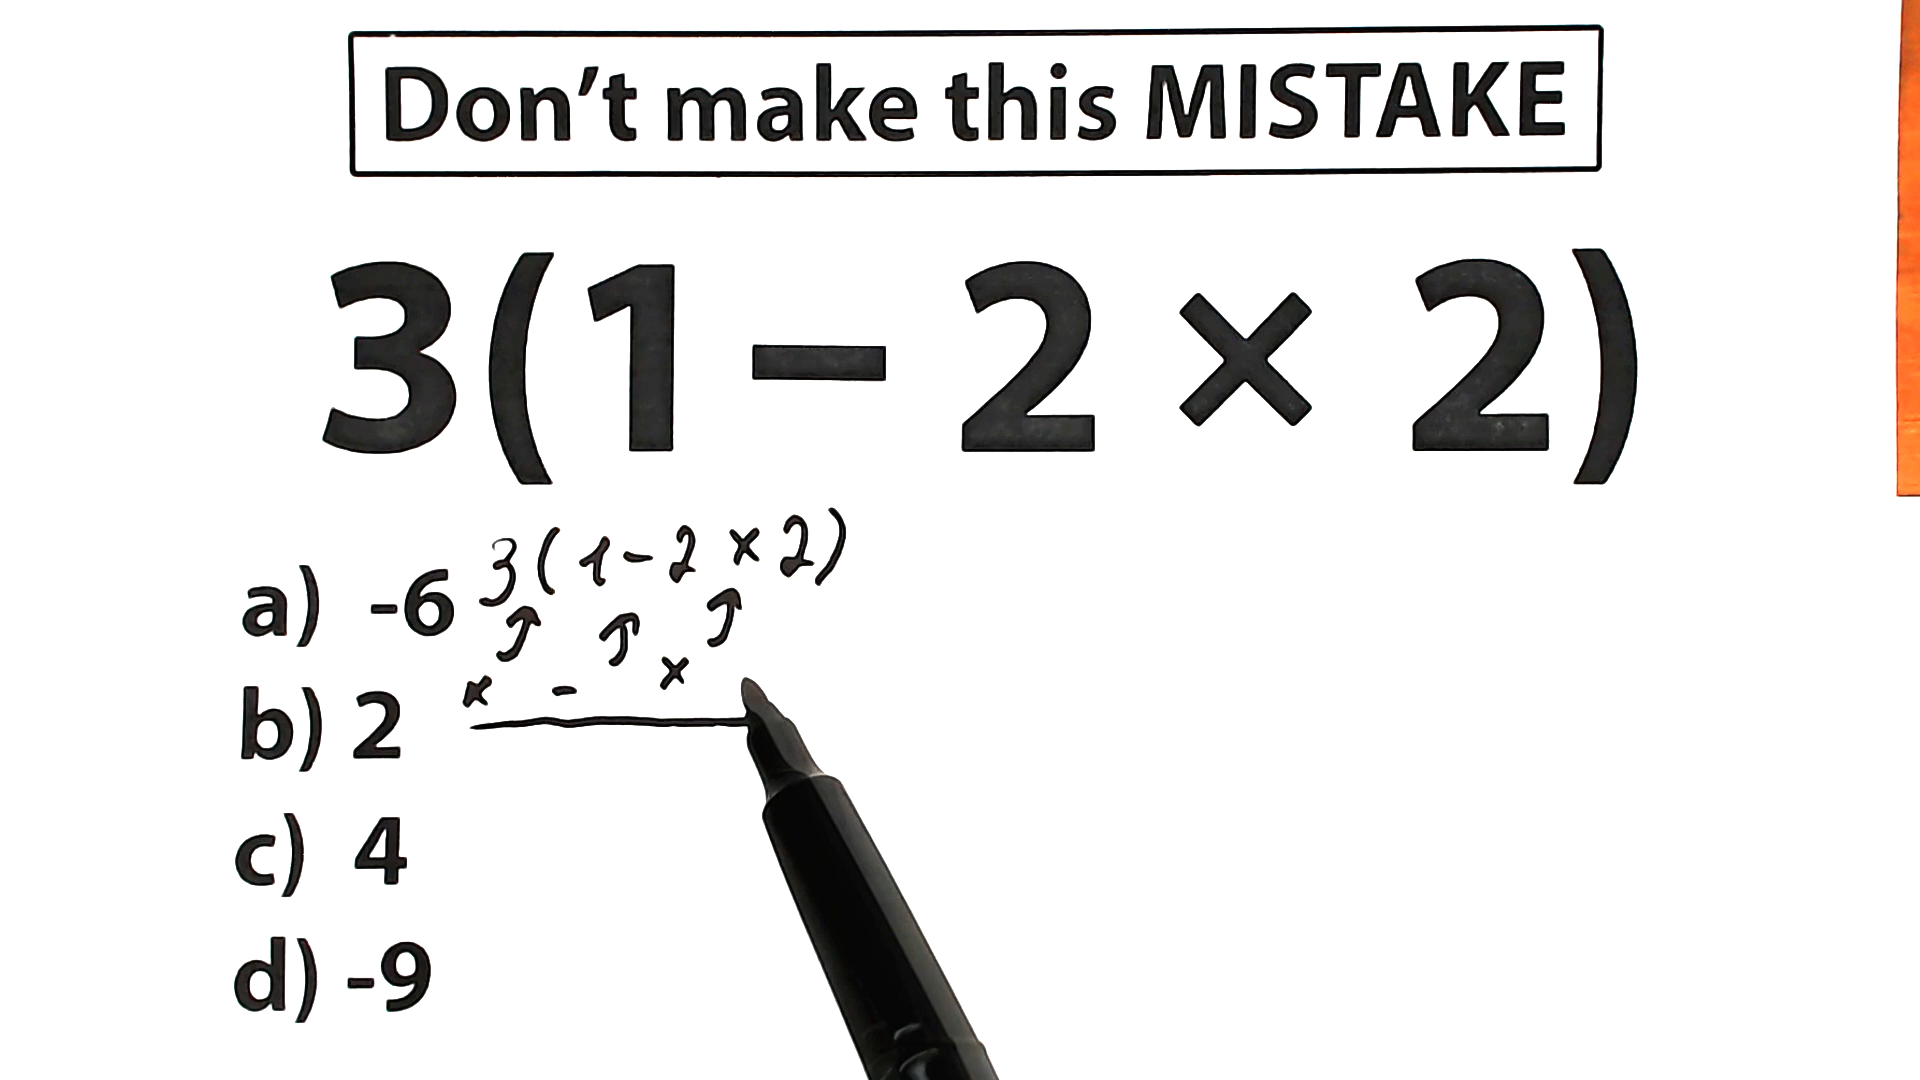 Don't make this MISTAKE
3(1 – 2 × 2)
a) -6
3(1-2 × 2)
↑ ↑ ↑
× - ×
b) 2
c) 4
d) -9